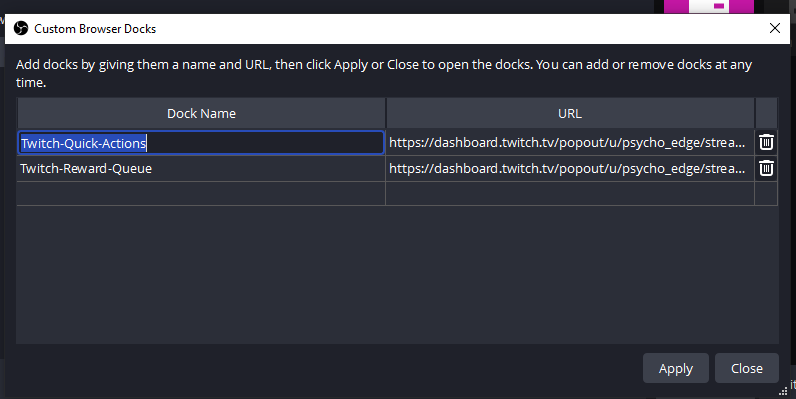 Custom Browser Docks
Add docks by giving them a name and URL, then click Apply or Close to open the docks. You can add or remove docks at any
time.
Dock Name URL
Twitch-Quick-Actions https://dashboard.twitch.tv/popout/u/psycho_edge/strea...
Twitch-Reward-Queue https://dashboard.twitch.tv/popout/u/psycho_edge/strea...
Apply Close